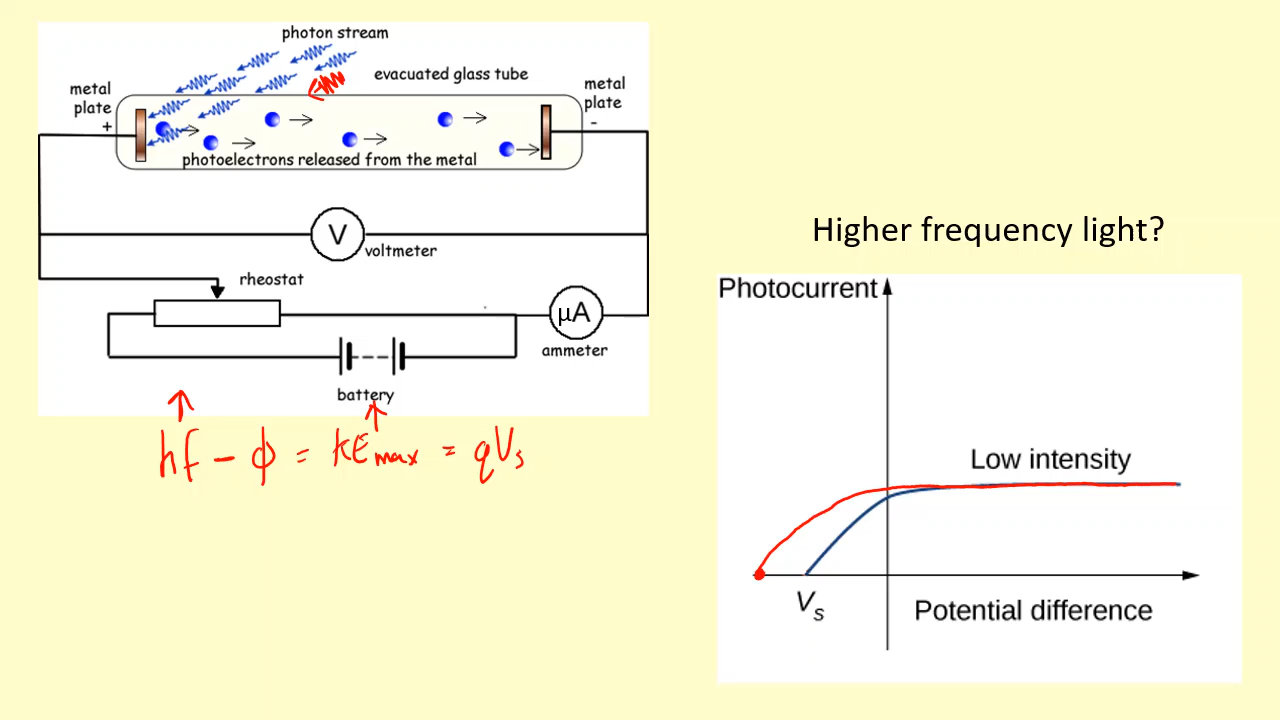 photon stream
evacuated glass tube
metal
plate
+
metal
plate
-
photoelectrons released from the metal
V
voltmeter
rheostat
μA
ammeter
battery
hf - ϕ = KEmax = qVs
Higher frequency light?
Photocurrent
Low intensity
Vs
Potential difference